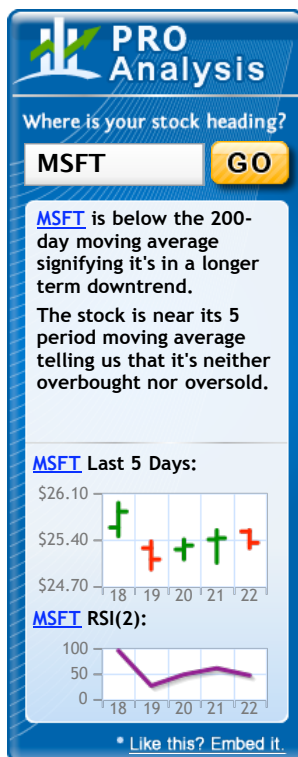 PRO
Analysis
Where is your stock heading?
MSFT GO
MSFT is below the 200-
day moving average
signifying it's in a longer
term downtrend.
The stock is near its 5
period moving average
telling us that it's neither
overbought nor oversold.
MSFT Last 5 Days:
$26.10
$25.40
$24.70
18 19 20 21 22
MSFT RSI(2):
100
50
0
18 19 20 21 22
* Like this? Embed it.